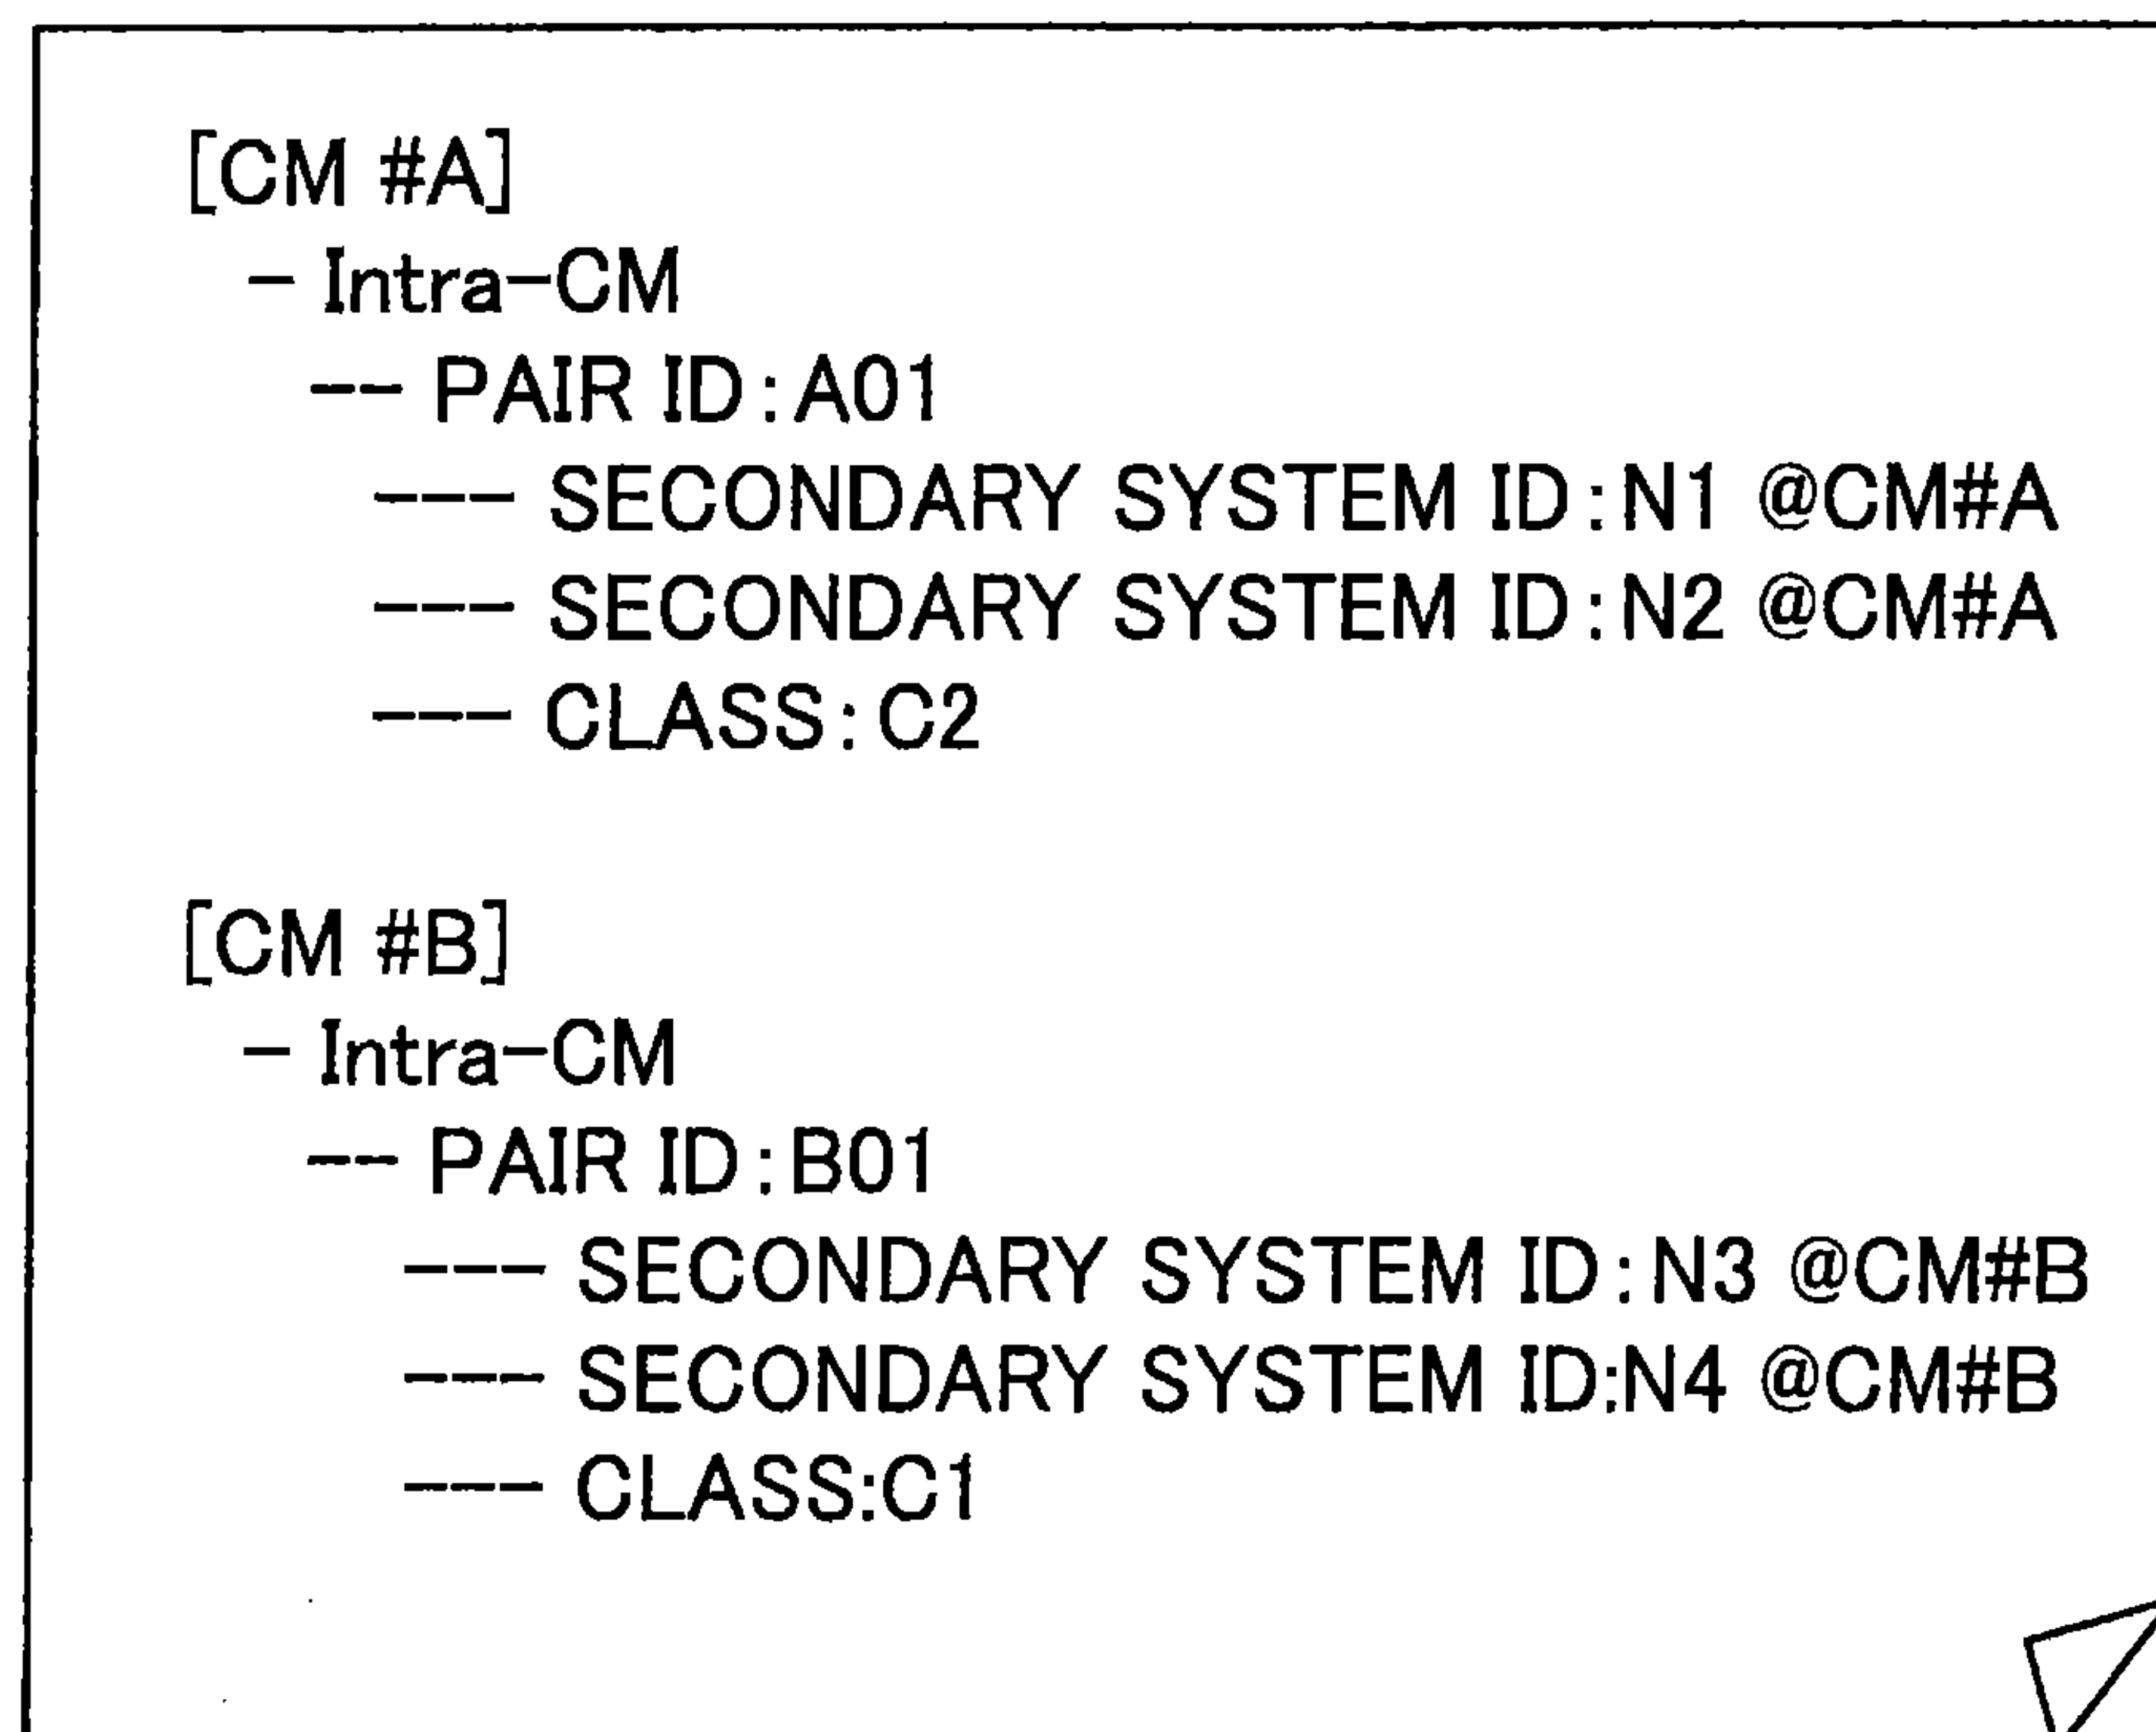 [CM #A]
- Intra-CM
-- PAIR ID:A01
--- SECONDARY SYSTEM ID:N1 @CM#A
--- SECONDARY SYSTEM ID:N2 @CM#A
--- CLASS:C2
[CM #B]
- Intra-CM
-- PAIR ID:B01
--- SECONDARY SYSTEM ID:N3 @CM#B
--- SECONDARY SYSTEM ID:N4 @CM#B
--- CLASS:C1